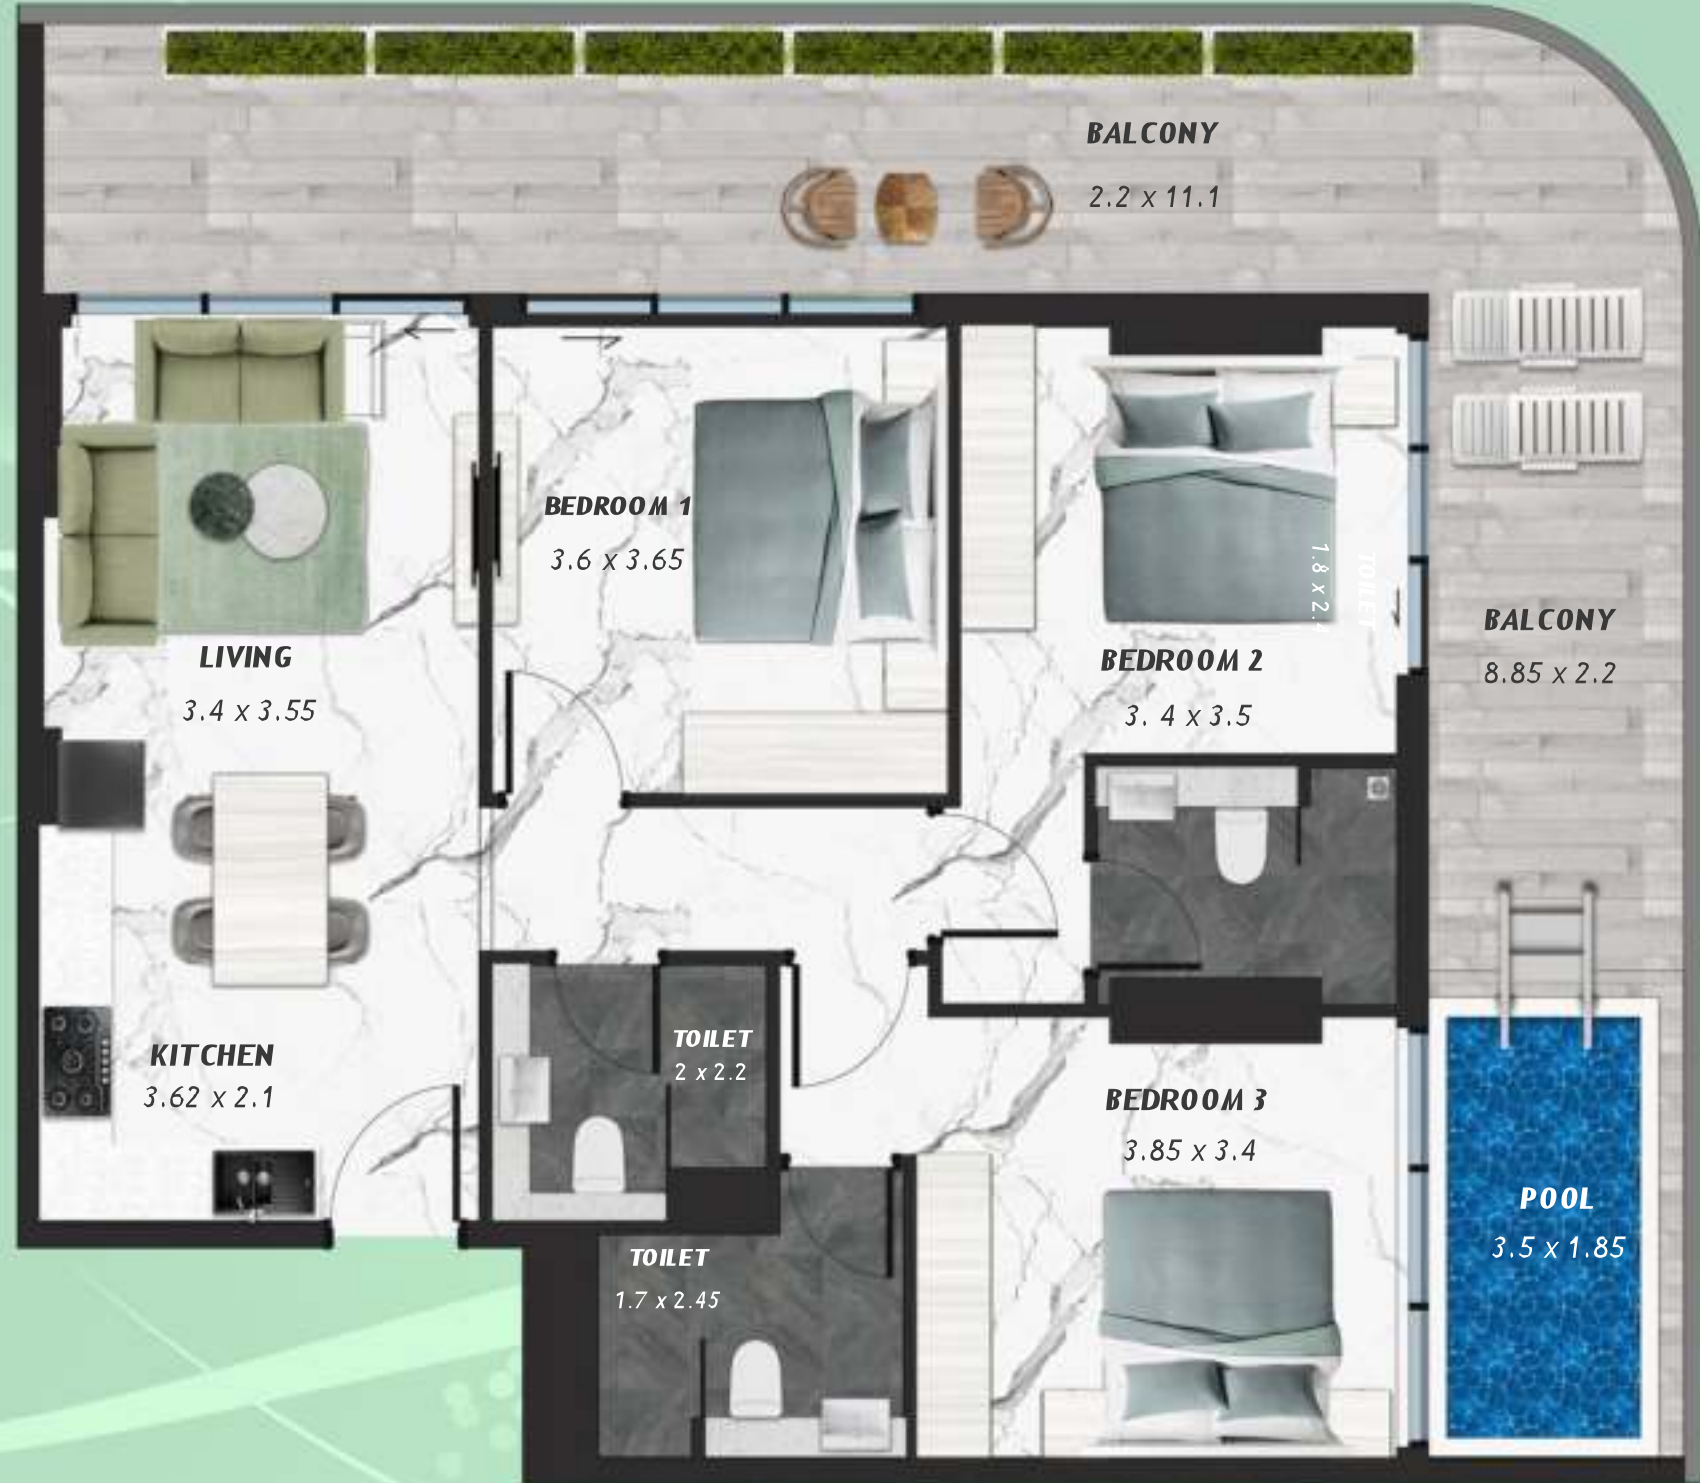 BALCONY
2.2 x 11.1
BEDROOM 1
3.6 x 3.65
1.8 x 2.4
TOILET
BALCONY
8.85 x 2.2
LIVING
3.4 x 3.55
BEDROOM 2
3. 4 x 3.5
TOILET
2 x 2.2
KITCHEN
3.62 x 2.1
BEDROOM 3
3.85 x 3.4
POOL
3.5 x 1.85
TOILET
1.7 x 2.45